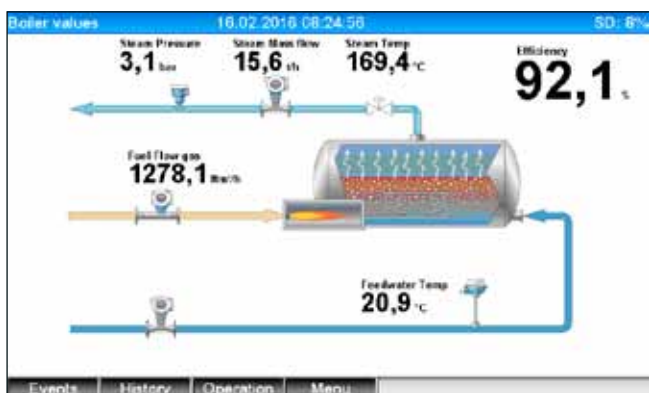 Boiler values 16.02.2016 08:24:56 SD: 8%
Steam Pressure Steam Mass flow Steam Temp Efficiency
3,1 bar 15,6 t/h 169,4 °C 92,1 %
Fuel Flow gas
1278,1 Nm³/h
Feedwater Temp
20,9 °C
Events History Operation Menu